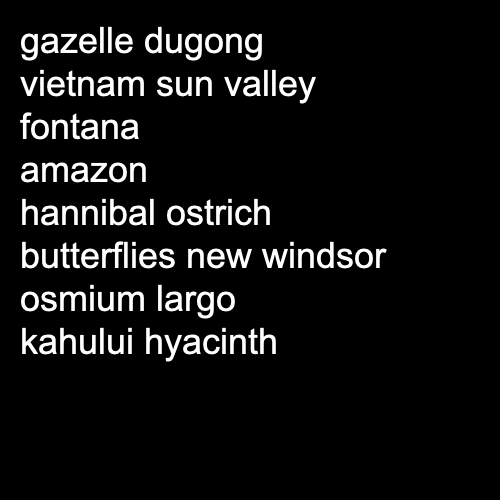 gazelle dugong
vietnam sun valley
fontana
amazon
hannibal ostrich
butterflies new windsor
osmium largo
kahului hyacinth